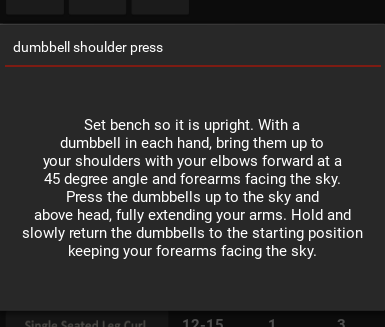 dumbbell shoulder press
Set bench so it is upright. With a
dumbbell in each hand, bring them up to
your shoulders with your elbows forward at a
45 degree angle and forearms facing the sky.
Press the dumbbells up to the sky and
above head, fully extending your arms. Hold and
slowly return the dumbbells to the starting position
keeping your forearms facing the sky.
Single Seated Leg Curl 12-15 1 3